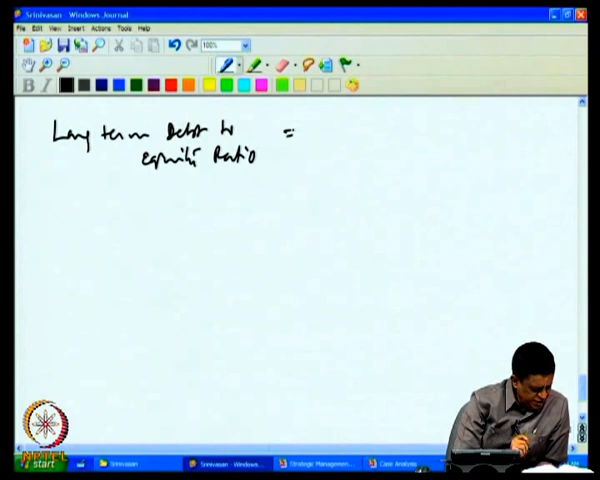 Srinivasan - Windows Journal
File Edit View Insert Actions Tools Help
100%
B I
Long term Debt to =
Equity Ratio
NPTEL
start Srinivasan Srinivasan - Windows... Strategic Managemen... Case Analysis